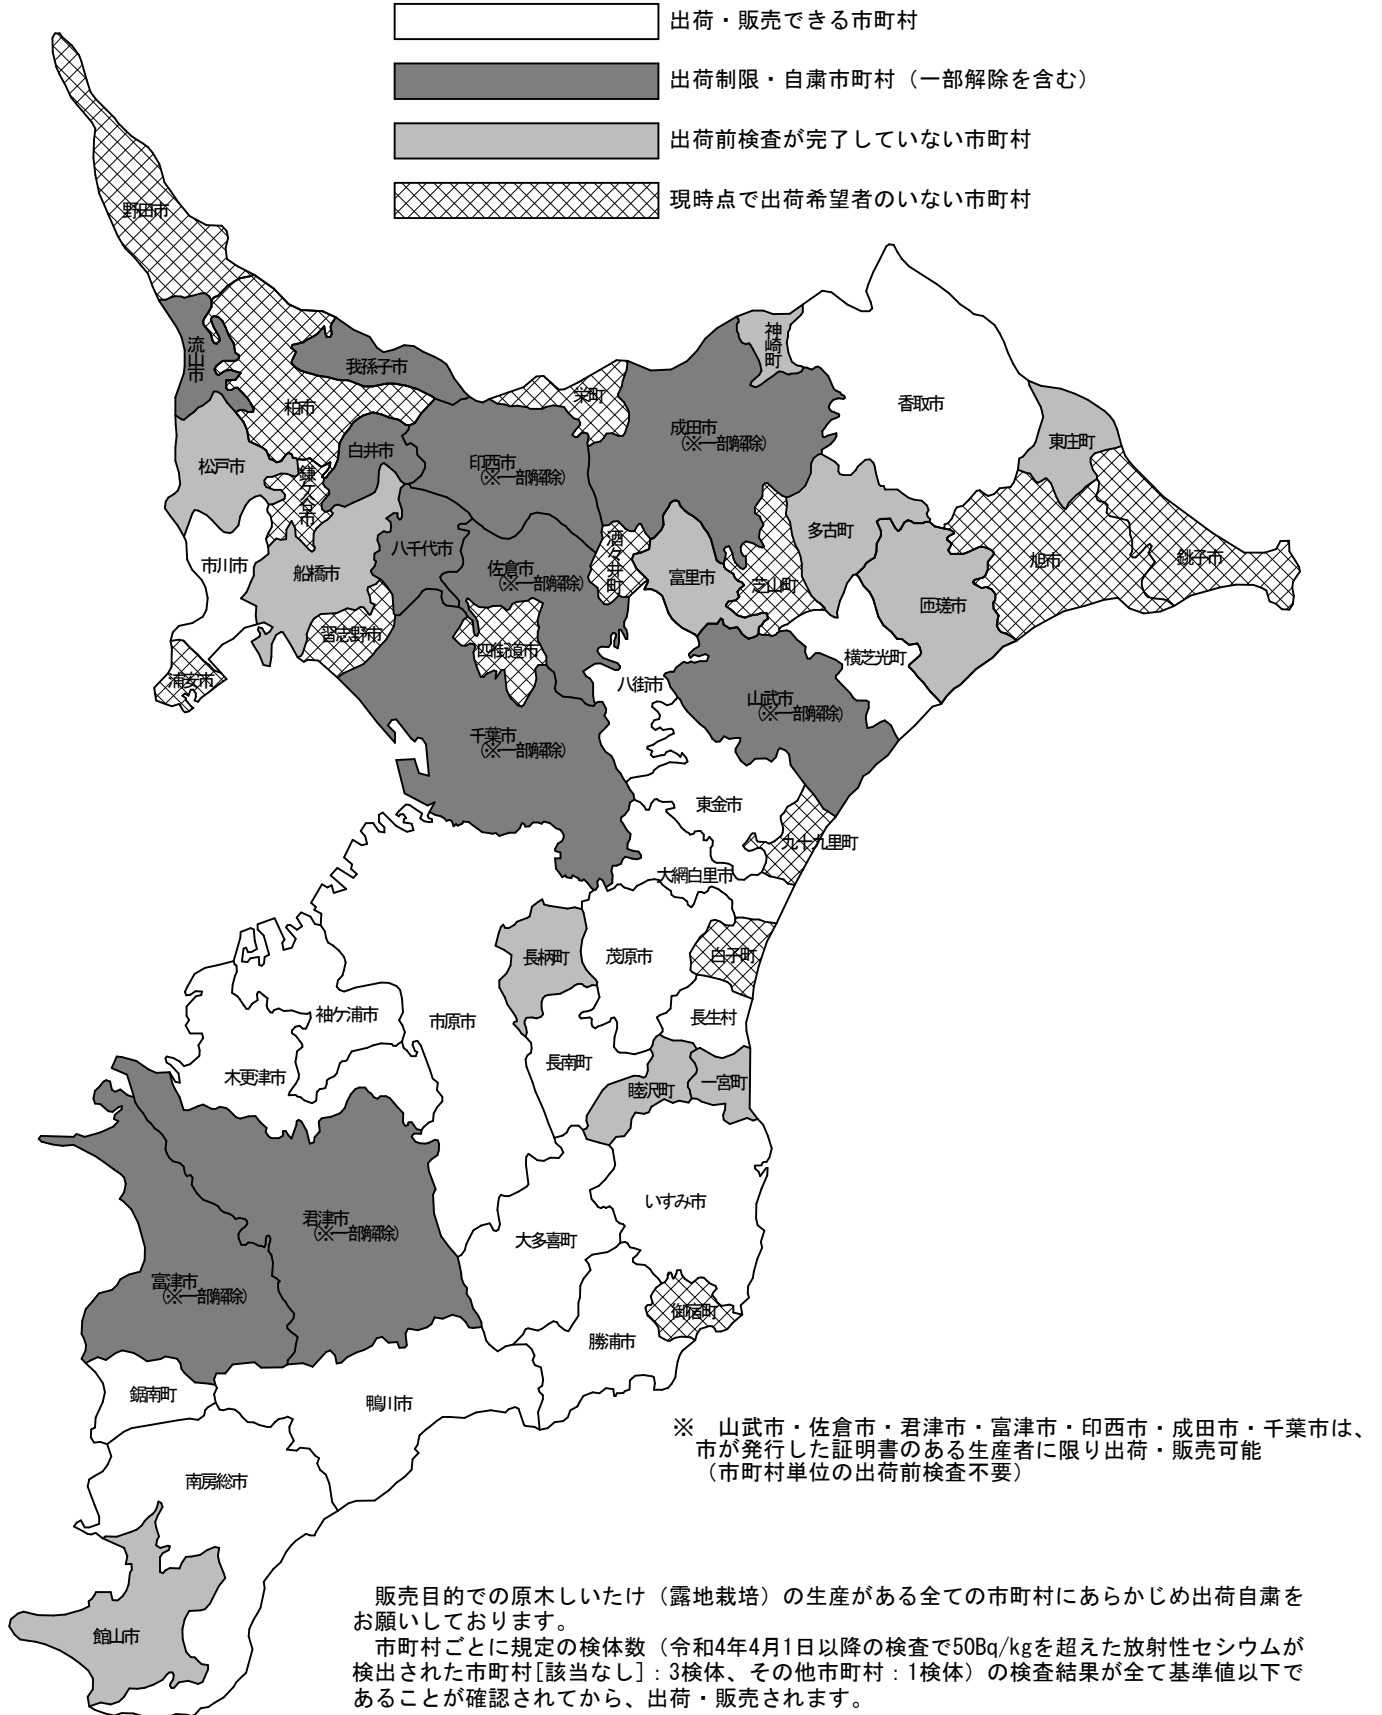 出荷・販売できる市町村
出荷制限・自粛市町村（一部解除を含む）
出荷前検査が完了していない市町村
現時点で出荷希望者のいない市町村
野田市
流山市
柏市
我孫子市
栄町
成田市
（※一部解除）
神崎町
香取市
東庄町
松戸市
鎌ケ谷市
白井市
印西市
（※一部解除）
多古町
銚子市
旭市
市川市
船橋市
八千代市
佐倉市
（※一部解除）
酒々井町
富里市
芝山町
匝瑳市
浦安市
習志野市
四街道市
八街市
横芝光町
山武市
（※一部解除）
千葉市
（※一部解除）
東金市
九十九里町
大網白里市
長柄町
茂原市
白子町
袖ケ浦市
市原市
長生村
木更津市
長南町
睦沢町
一宮町
いすみ市
君津市
（※一部解除）
大多喜町
富津市
（※一部解除）
御宿町
勝浦市
鋸南町
鴨川市
※　山武市・佐倉市・君津市・富津市・印西市・成田市・千葉市は、
市が発行した証明書のある生産者に限り出荷・販売可能
（市町村単位の出荷前検査不要）
南房総市
館山市
販売目的での原木しいたけ（露地栽培）の生産がある全ての市町村にあらかじめ出荷自粛を
お願いしております。
市町村ごとに規定の検体数（令和4年4月1日以降の検査で50Bq/kgを超えた放射性セシウムが
検出された市町村[該当なし]：3検体、その他市町村：1検体）の検査結果が全て基準値以下で
あることが確認されてから、出荷・販売されます。